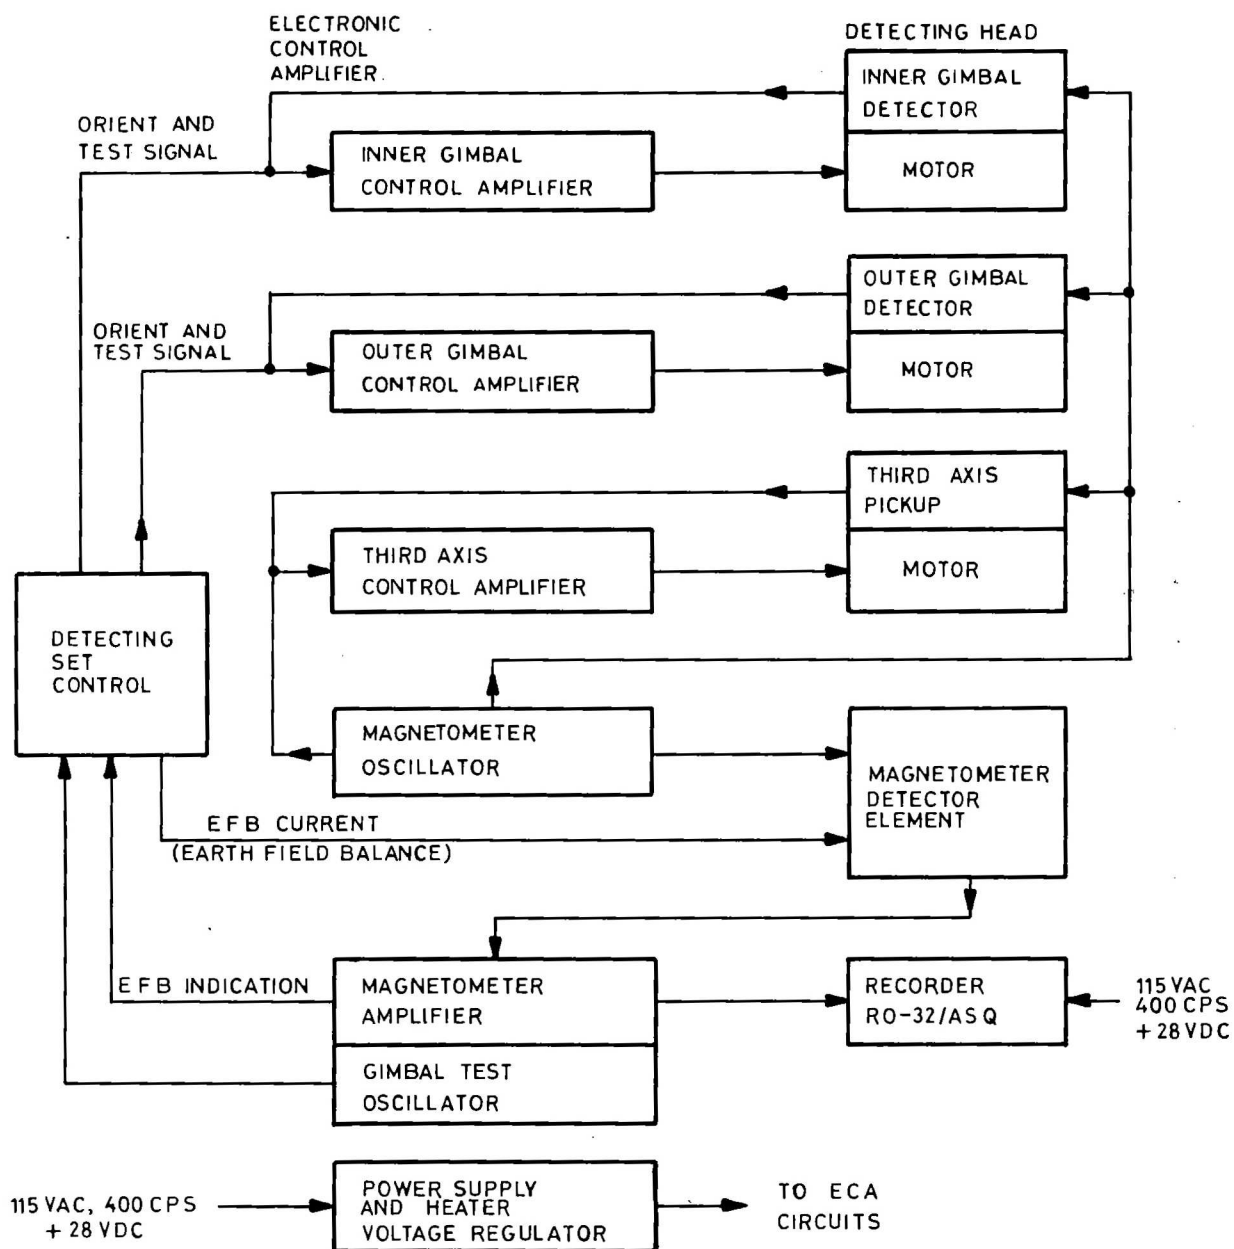 ELECTRONIC
CONTROL
AMPLIFIER.
DETECTING HEAD
INNER GIMBAL
DETECTOR
MOTOR
ORIENT AND
TEST SIGNAL
INNER GIMBAL
CONTROL AMPLIFIER
OUTER GIMBAL
DETECTOR
MOTOR
ORIENT AND
TEST SIGNAL
OUTER GIMBAL
CONTROL AMPLIFIER
THIRD AXIS
PICKUP
MOTOR
THIRD AXIS
CONTROL AMPLIFIER
DETECTING
SET
CONTROL
MAGNETOMETER
OSCILLATOR
MAGNETOMETER
DETECTOR
ELEMENT
EFB CURRENT
(EARTH FIELD BALANCE)
EFB INDICATION
MAGNETOMETER
AMPLIFIER
RECORDER
RO-32/ASQ
115 VAC
400 CPS
+ 28 VDC
GIMBAL TEST
OSCILLATOR
115 VAC, 400 CPS
+ 28 VDC
POWER SUPPLY
AND HEATER
VOLTAGE REGULATOR
TO ECA
CIRCUITS